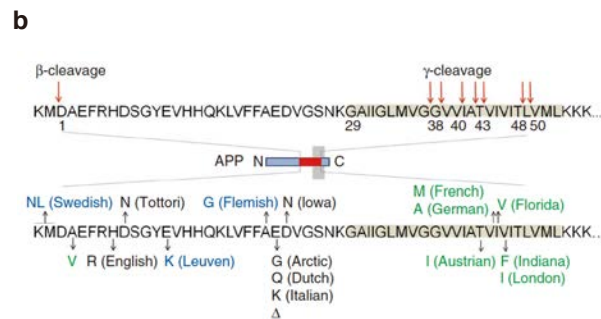 b
β-cleavage γ-cleavage
KMDAEFRHDSGYEVHHQKLVFFAEDVGSNKGAIIGLMVGGVVIATVIVITLVMLKKK...
1 29 38 40 43 48 50
APP N C
M (French)
NL (Swedish) N (Tottori) G (Flemish) N (Iowa) A (German) V (Florida)
KMDAEFRHDSGYEVHHQKLVFFAEDVGSNKGAIIGLMVGGVVIATVIVITLVMLKKK...
V R (English) K (Leuven) G (Arctic) I (Austrian) F (Indiana)
Q (Dutch) I (London)
K (Italian)
Δ